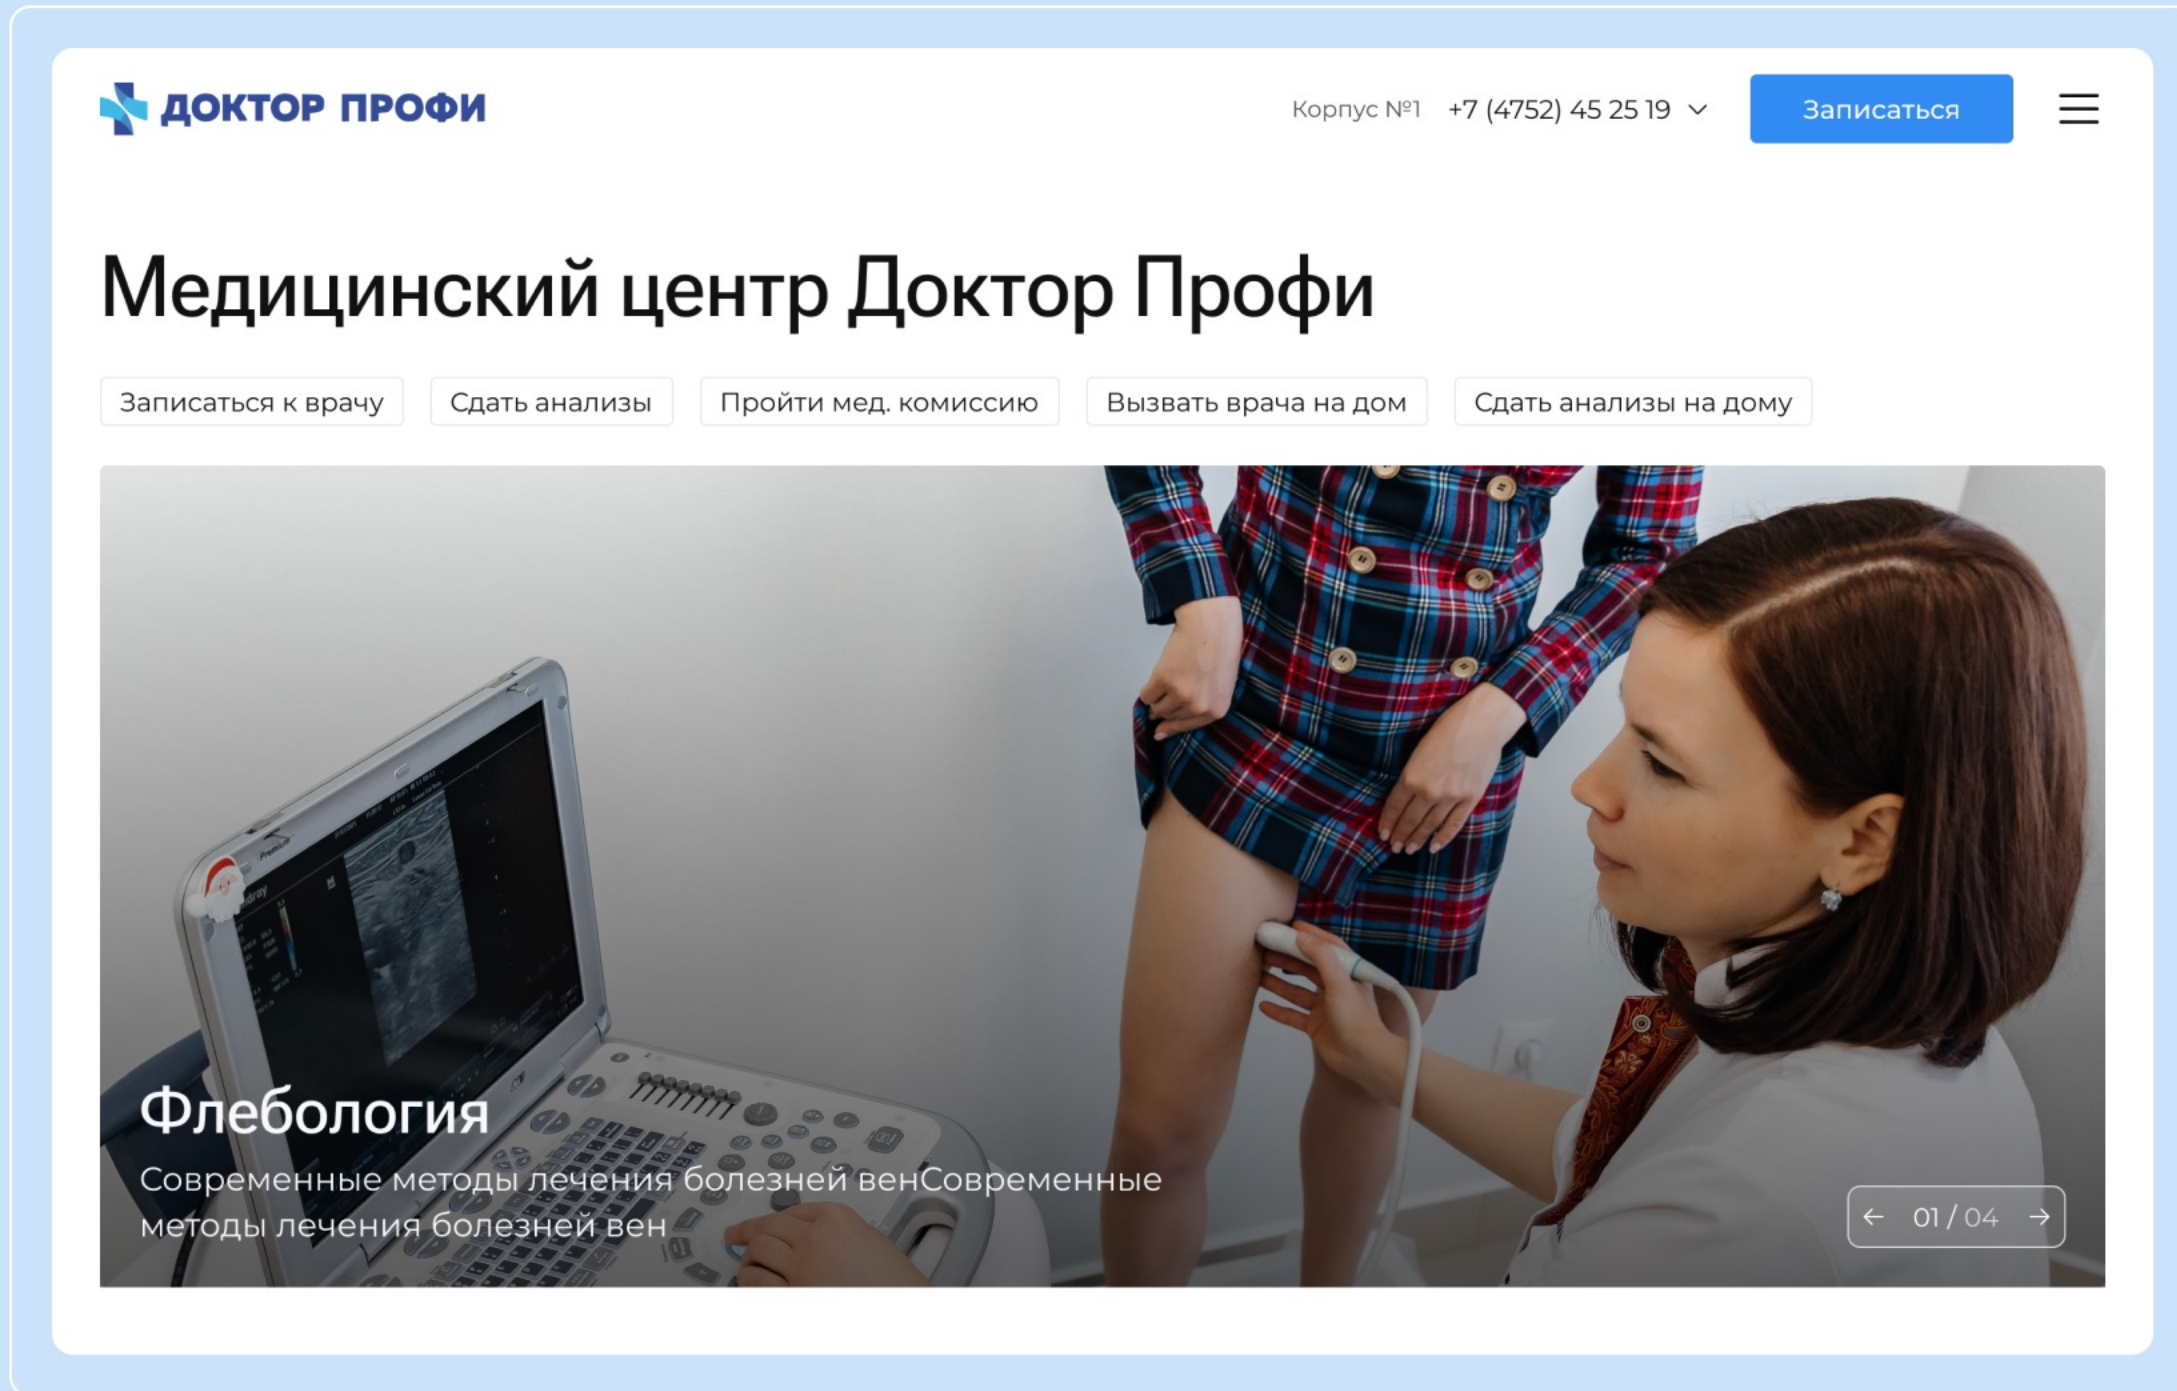 ДОКТОР ПРОФИ
Корпус №1 +7 (4752) 45 25 19
Записаться
Медицинский центр Доктор Профи
Записаться к врачу
Сдать анализы
Пройти мед. комиссию
Вызвать врача на дом
Сдать анализы на дому
Premium
Флебология
Современные методы лечения болезней венСовременные
методы лечения болезней вен
01 / 04